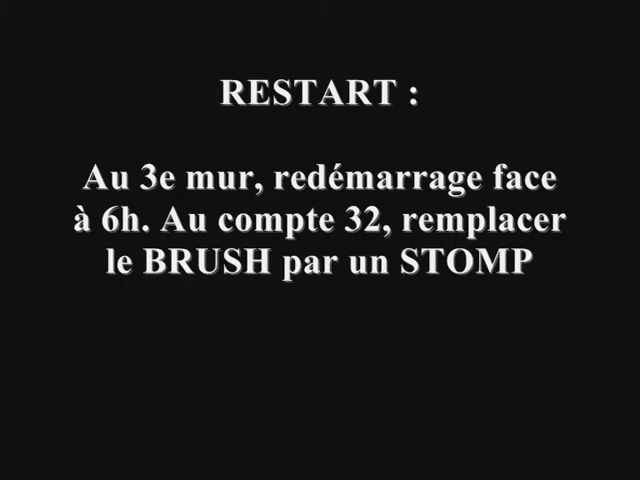 RESTART :
Au 3e mur, redémarrage face
à 6h. Au compte 32, remplacer
le BRUSH par un STOMP